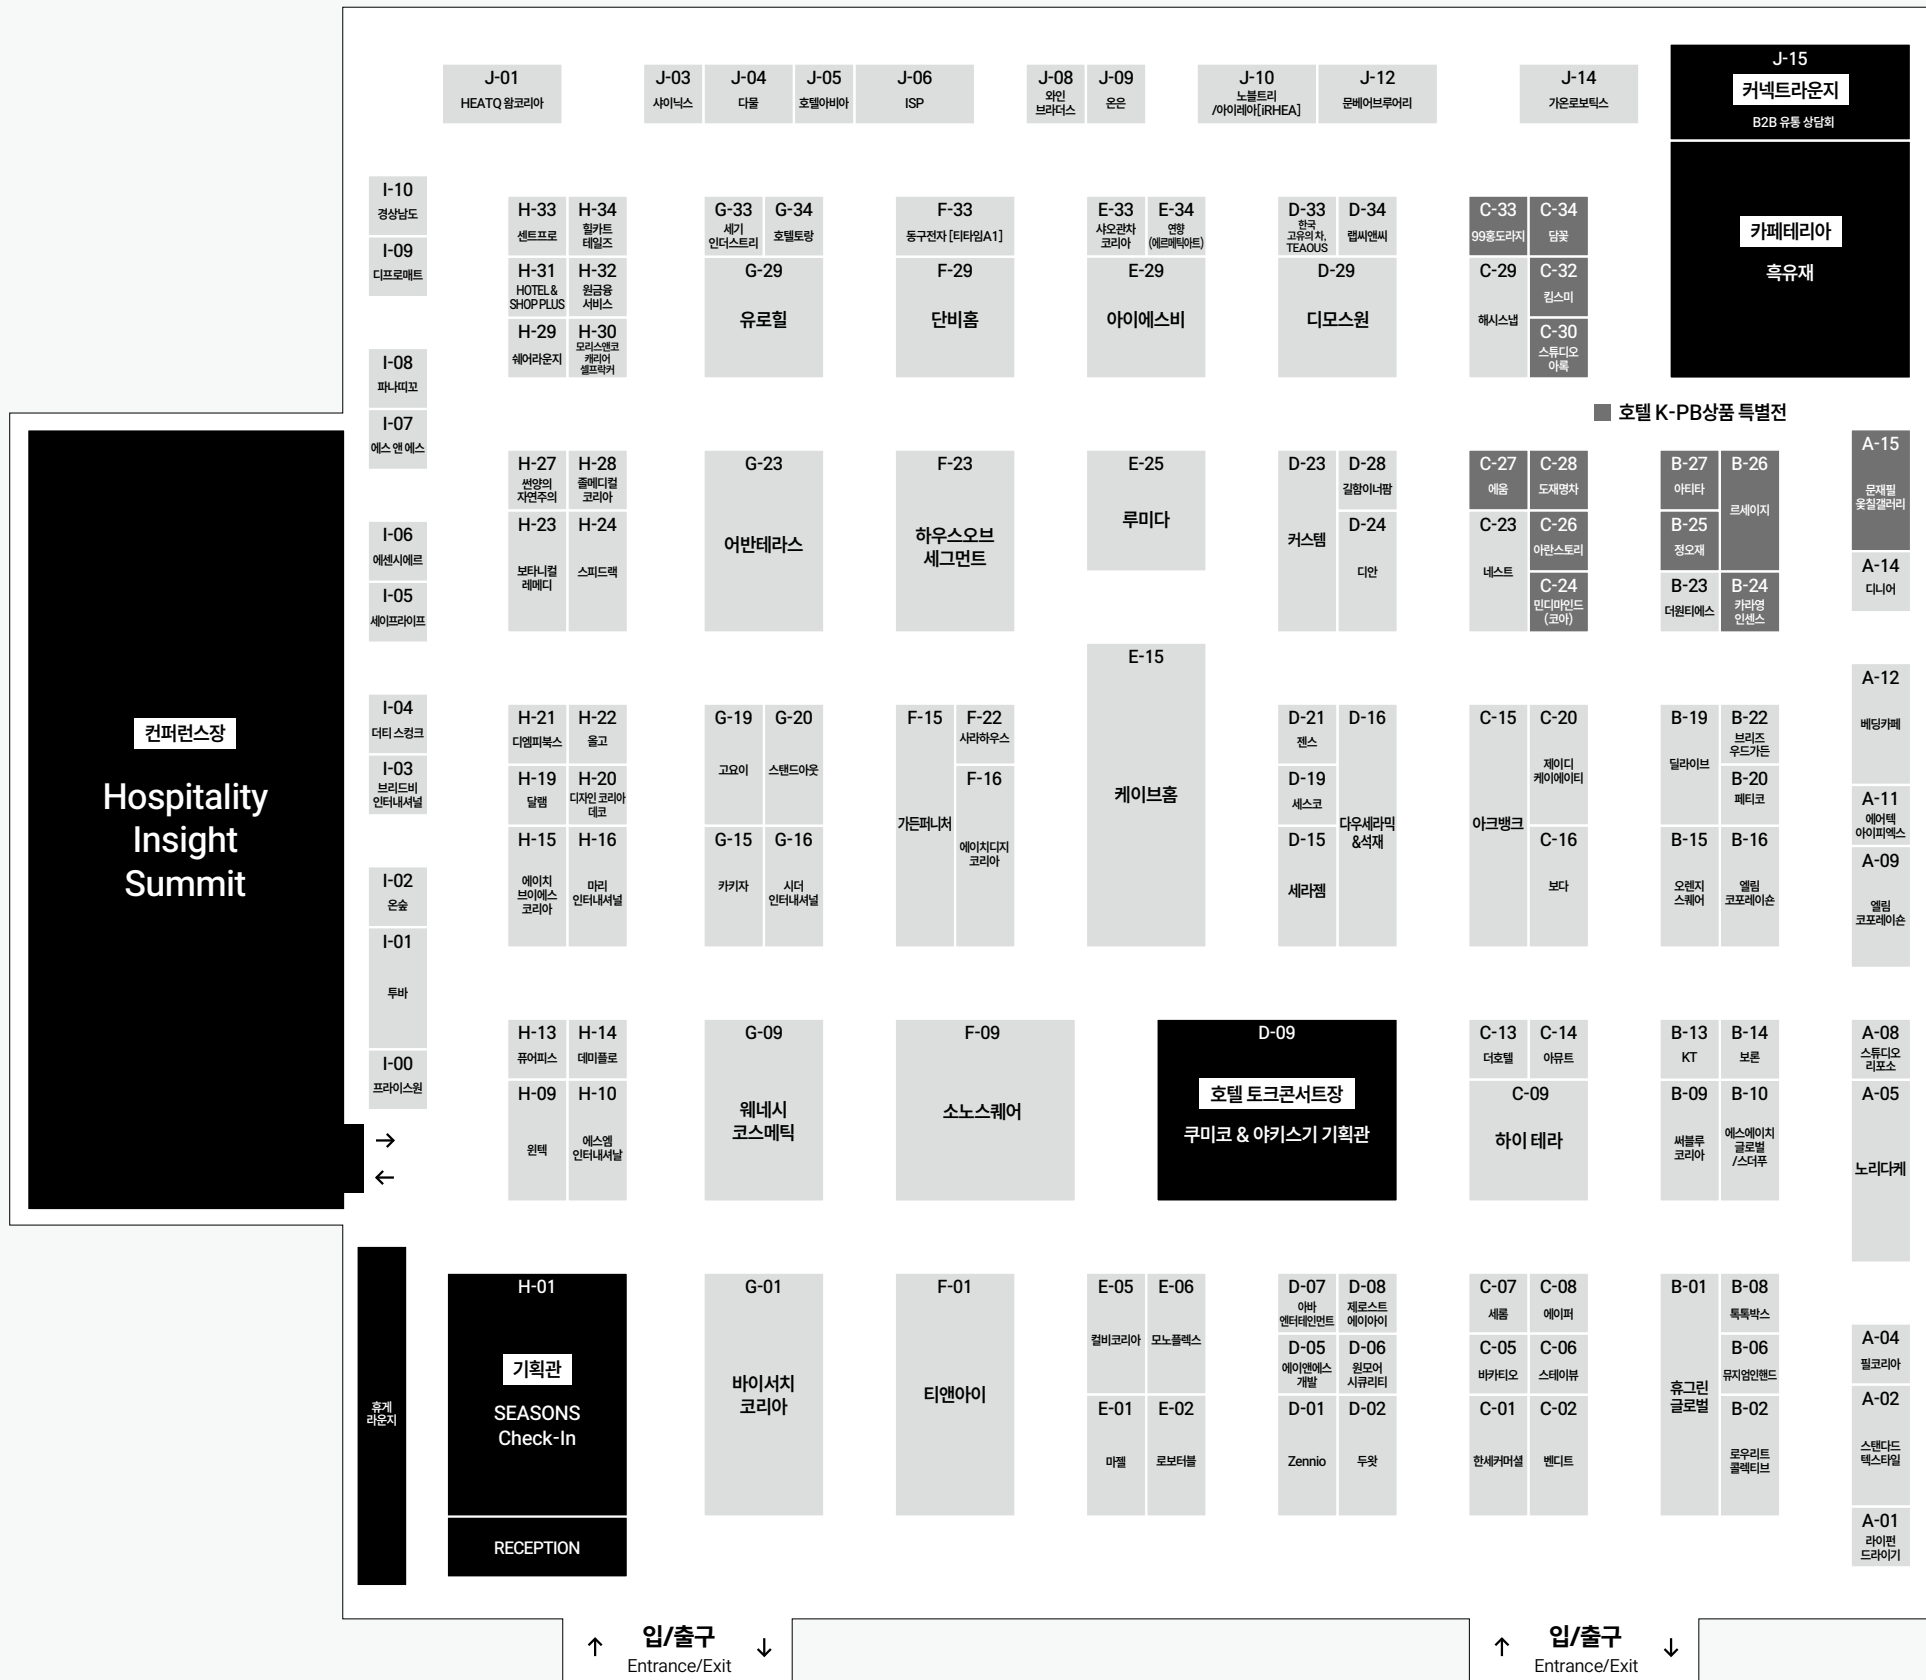 J-01
HEATQ 왐코리아
J-03
샤이닉스
J-04
다물
J-05
호텔아비아
J-06
ISP
J-08
와인
브라더스
J-09
온은
J-10
노블트리
/아이레아[iRHEA]
J-12
문베어브루어리
J-14
가온로보틱스
J-15
커넥트라운지
B2B 유통 상담회
카페테리아
흑유재
I-10
경상남도
I-09
디프로매트
I-08
파나띠꼬
I-07
에스 앤 에스
I-06
에센시에르
I-05
세이프라이프
I-04
더티 스컹크
I-03
브리드비
인터내셔널
I-02
온숲
I-01
투바
I-00
프라이스원
H-33
센트프로
H-34
힐카트
테일즈
H-31
HOTEL &
SHOP PLUS
H-32
원금융
서비스
H-29
쉐어라운지
H-30
모리스앤코
캐리어
셀프락커
G-33
세기
인더스트리
G-34
호텔토랑
G-29
유로힐
F-33
동구전자 [티타임A1]
F-29
단비홈
E-33
샤오관차
코리아
E-34
연향
(에르메틱아트)
E-29
아이에스비
D-33
한국
고유의 차,
TEAOUS
D-34
랩씨앤씨
D-29
디모스원
C-33
99홍도라지
C-34
담꽃
C-29
해시스냅
C-32
킴스미
C-30
스튜디오
아록
호텔 K-PB상품 특별전
컨퍼런스장
Hospitality
Insight
Summit
H-27
썬양의
자연주의
H-28
졸메디컬
코리아
H-23
보타니컬
레메디
H-24
스피드랙
G-23
어반테라스
F-23
하우스오브
세그먼트
E-25
루미다
D-23
커스템
D-28
길함이너팜
D-24
디안
C-27
에움
C-28
도재명차
C-23
네스트
C-26
아란스토리
C-24
민디마인드
(코아)
B-27
아티타
B-26
르세이지
B-25
정오재
B-23
더원티에스
B-24
카라영
인센스
A-15
문재필
옻칠갤러리
A-14
디니어
H-21
디엠피북스
H-22
올고
H-19
달램
H-20
디자인 코리아
데코
H-15
에이치
브이에스
코리아
H-16
마리
인터내셔널
G-19
고요이
G-20
스탠드아웃
G-15
카키자
G-16
시더
인터내셔널
F-15
가든퍼니처
F-22
사라하우스
F-16
에이치디지
코리아
E-15
케이브홈
D-21
젠스
D-19
세스코
D-15
세라젬
D-16
다우세라믹
&석재
C-15
아크뱅크
C-20
제이디
케이에이티
C-16
보다
B-19
딜라이브
B-22
브리즈
우드가든
B-20
페티코
B-15
오렌지
스퀘어
B-16
엘림
코포레이숀
A-12
베딩카페
A-11
에어텍
아이피엑스
A-09
엘림
코포레이숀
H-13
퓨어피스
H-14
데미플로
H-09
윈텍
H-10
에스엠
인터내셔날
G-09
웨네시
코스메틱
F-09
소노스퀘어
D-09
호텔 토크콘서트장
쿠미코 & 야키스기 기획관
C-13
더호텔
C-14
아뮤트
C-09
하이 테라
B-13
KT
B-14
보론
B-09
써블루
코리아
B-10
에스에이치
글로벌
/스더푸
A-08
스튜디오
리포소
A-05
노리다케
→
←
휴게
라운지
H-01
기획관
SEASONS
Check-In
RECEPTION
G-01
바이서치
코리아
F-01
티앤아이
E-05
컬비코리아
E-06
모노플렉스
E-01
마젤
E-02
로보터블
D-07
아바
엔터테인먼트
D-08
제로스트
에이아이
D-05
에이앤에스
개발
D-06
원모어
시큐리티
D-01
Zennio
D-02
두왓
C-07
세롬
C-08
에이퍼
C-05
바카티오
C-06
스테이뷰
C-01
한세커머셜
C-02
벤디트
B-01
휴그린
글로벌
B-08
톡톡박스
B-06
뮤지엄인핸드
B-02
로우리트
콜렉티브
A-04
필코리아
A-02
스탠다드
텍스타일
A-01
라이펀
드라이기
↑ 입/출구 ↓
Entrance/Exit
↑ 입/출구 ↓
Entrance/Exit